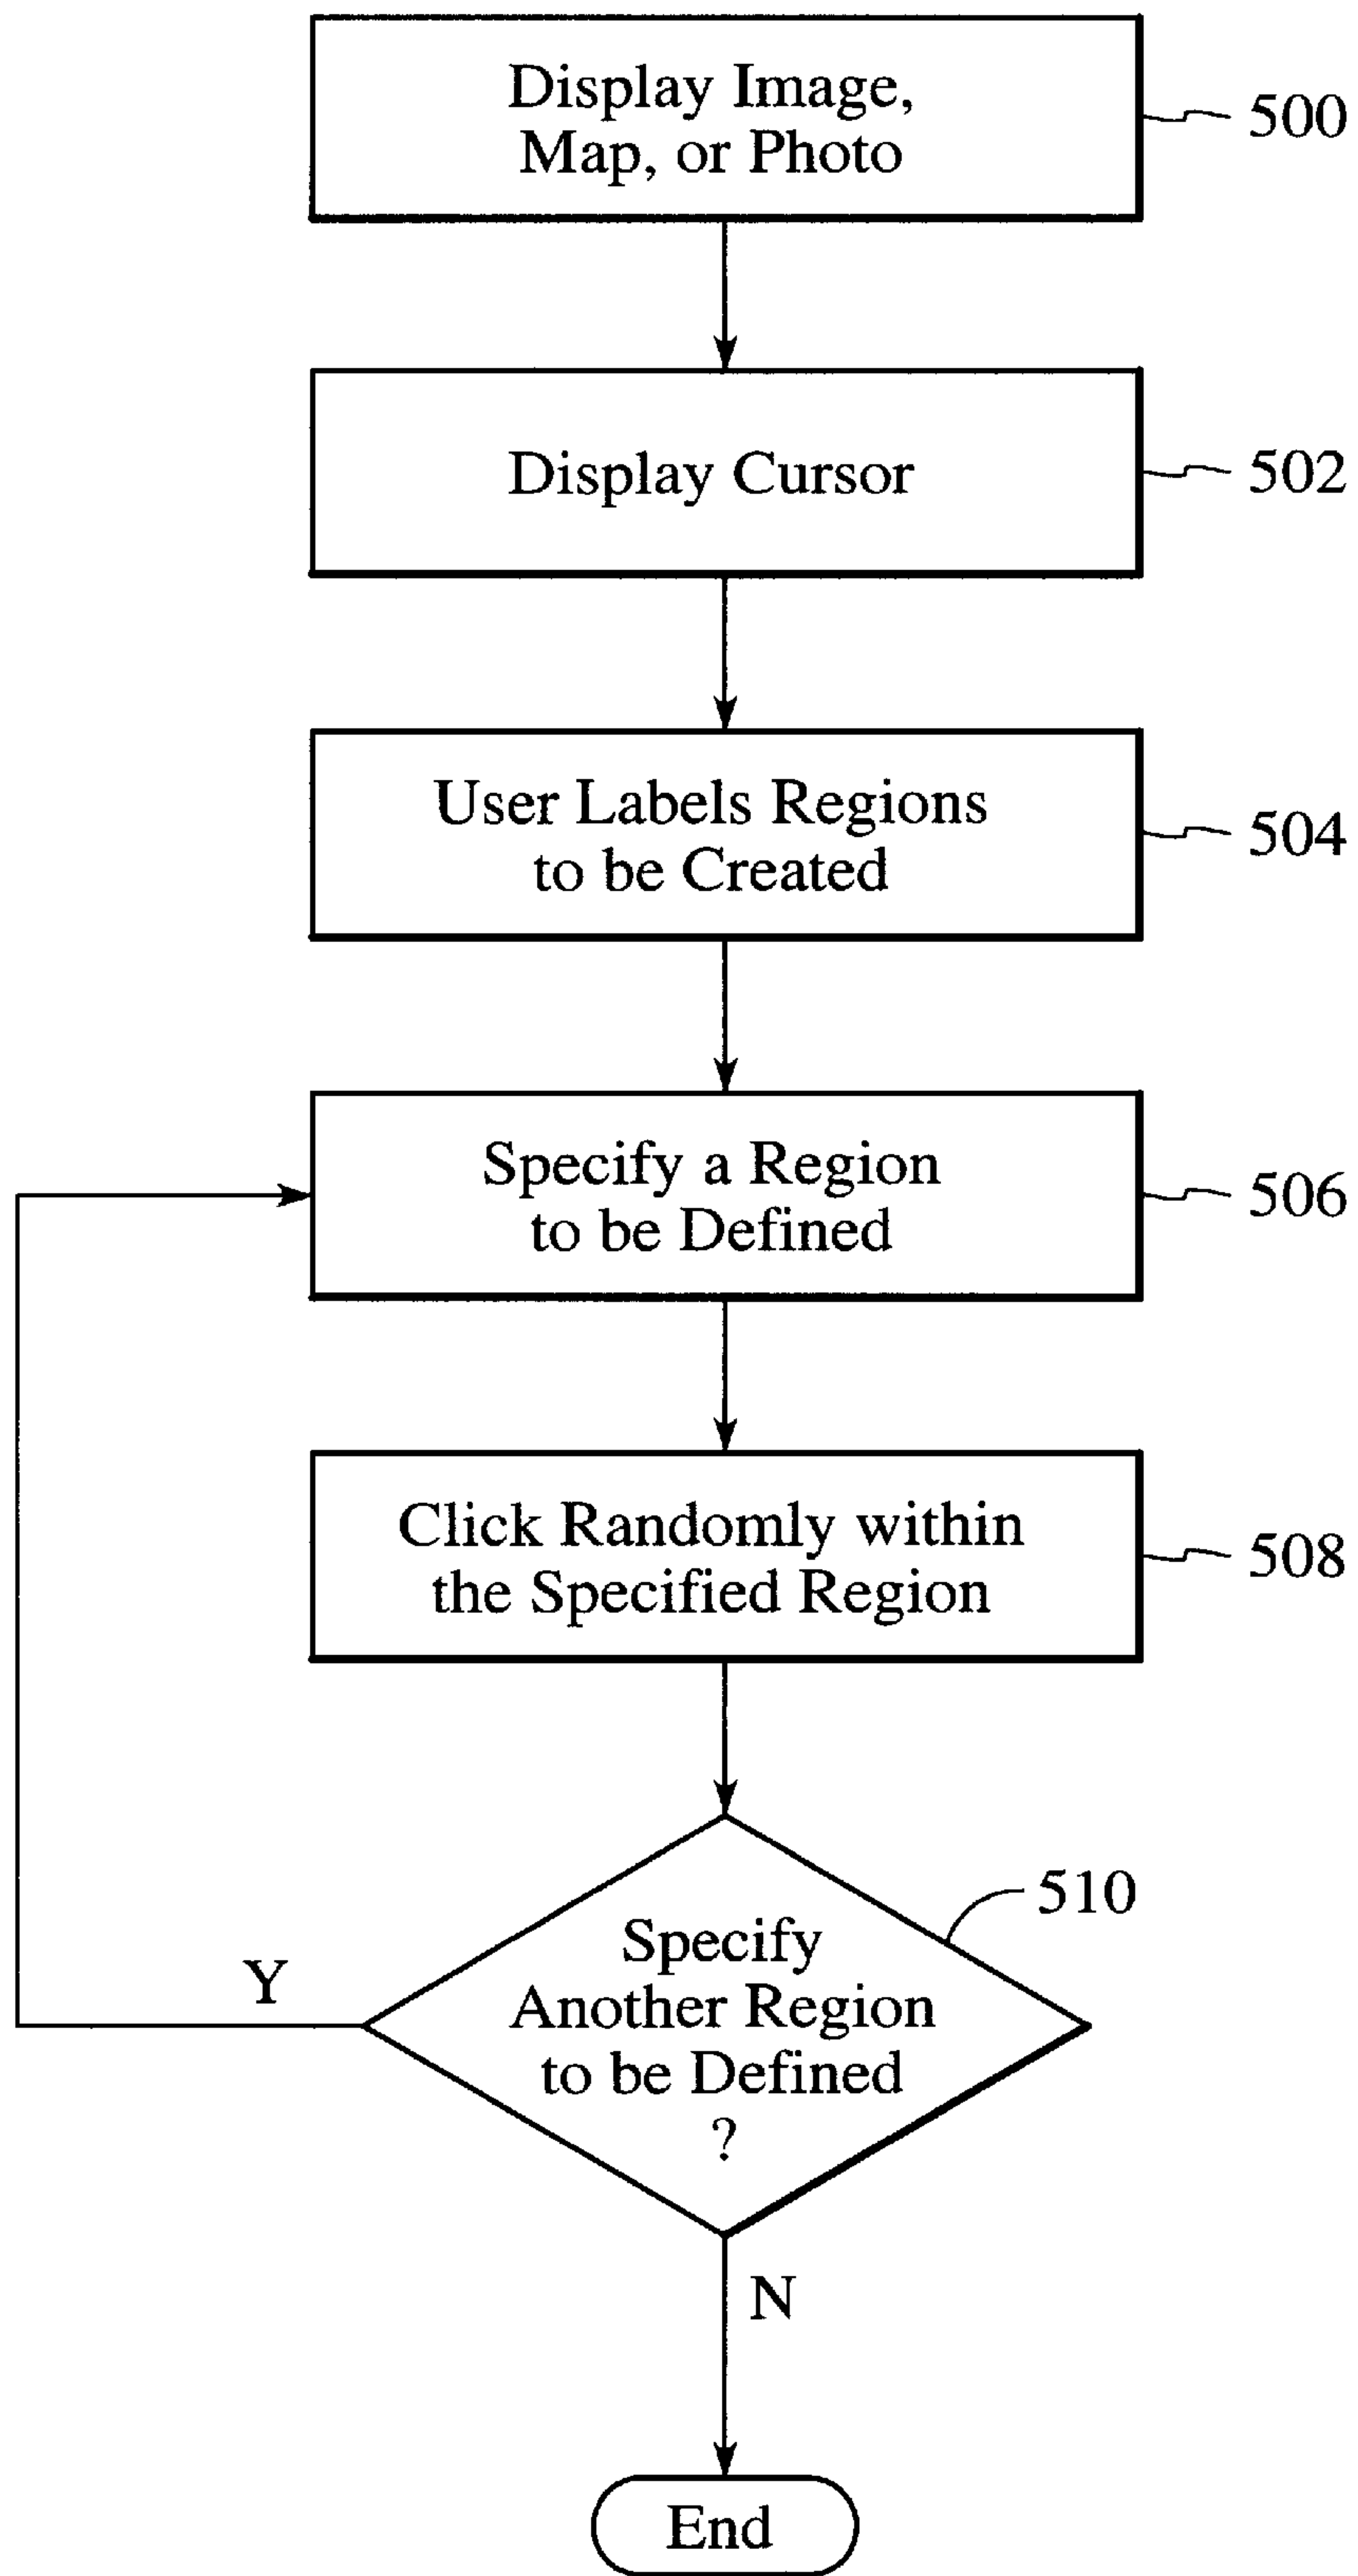 Display Image,
Map, or Photo
500
Display Cursor
502
User Labels Regions
to be Created
504
Specify a Region
to be Defined
506
Click Randomly within
the Specified Region
508
510
Specify
Another Region
to be Defined
?
Y
N
End